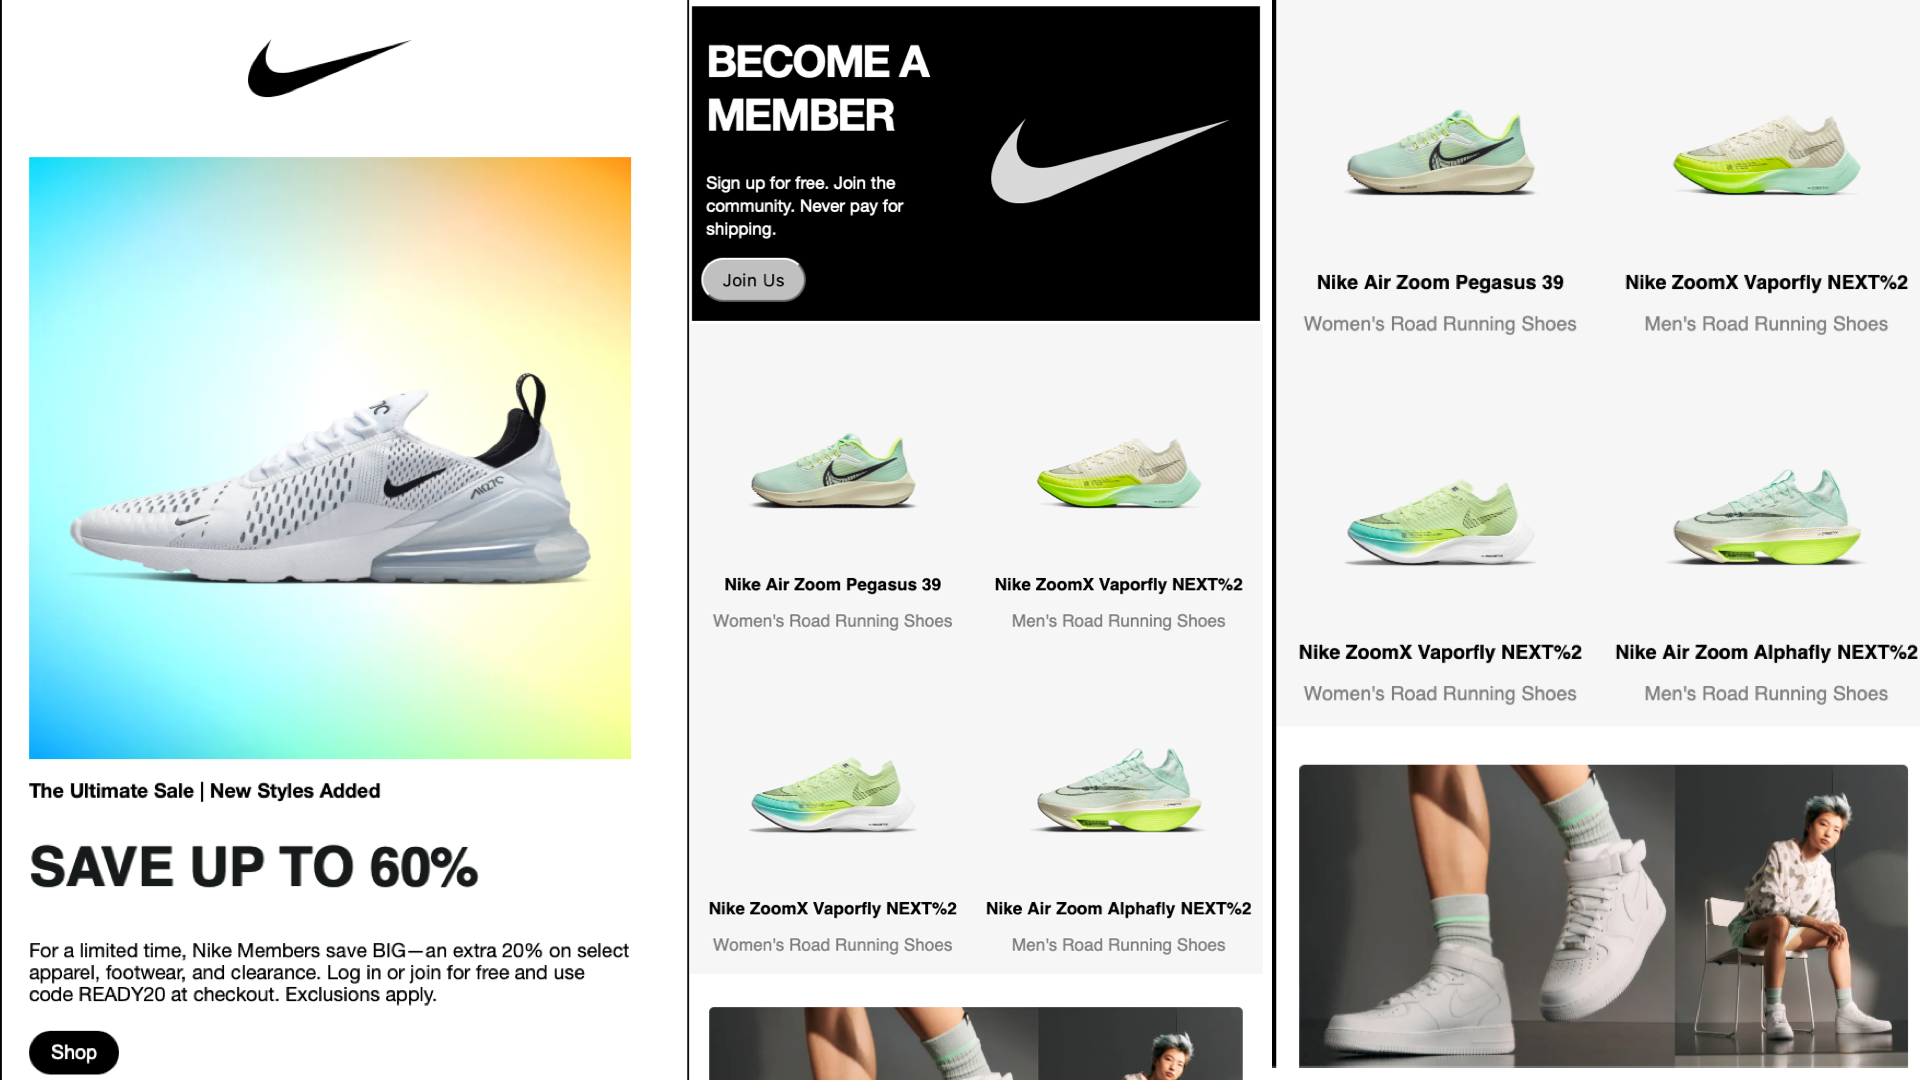 The Ultimate Sale | New Styles Added
SAVE UP TO 60%
For a limited time, Nike Members save BIG—an extra 20% on select
apparel, footwear, and clearance. Log in or join for free and use
code READY20 at checkout. Exclusions apply.
Shop
BECOME A
MEMBER
Sign up for free. Join the
community. Never pay for
shipping.
Join Us
Nike Air Zoom Pegasus 39
Women's Road Running Shoes
Nike ZoomX Vaporfly NEXT%2
Men's Road Running Shoes
Nike ZoomX Vaporfly NEXT%2
Women's Road Running Shoes
Nike Air Zoom Alphafly NEXT%2
Men's Road Running Shoes
Nike Air Zoom Pegasus 39
Women's Road Running Shoes
Nike ZoomX Vaporfly NEXT%2
Men's Road Running Shoes
Nike ZoomX Vaporfly NEXT%2
Women's Road Running Shoes
Nike Air Zoom Alphafly NEXT%2
Men's Road Running Shoes